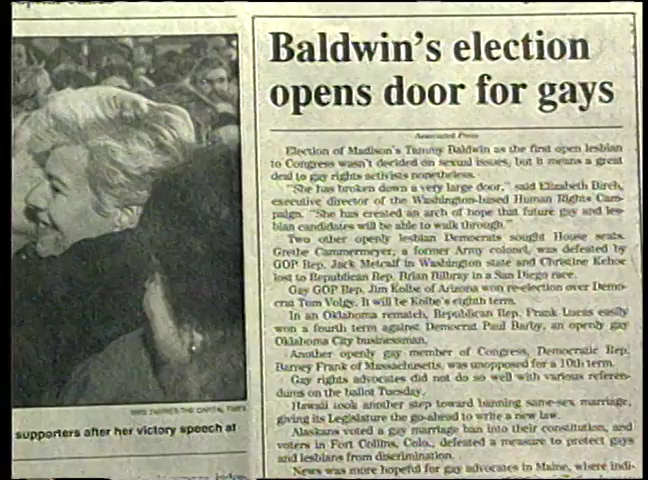 Baldwin's election
opens door for gays
Associated Press
Election of Madison's Tammy Baldwin as the first open lesbian
to Congress wasn't decided on sexual issues, but it means a great
deal to gay rights activists nonetheless.
"She has broken down a very large door," said Elizabeth Birch,
executive director of the Washington-based Human Rights Cam-
paign. "She has created an arch of hope that future gay and les-
bian candidates will be able to walk through."
Two other openly lesbian Democrats sought House seats.
Grethe Cammermeyer, a former Army colonel, was defeated by
GOP Rep. Jack Metcalf in Washington state and Christine Kehoe
lost to Republican Rep. Brian Bilbray in a San Diego race.
Gay GOP Rep. Jim Kolbe of Arizona won re-election over Demo-
crat Tom Volgy. It will be Kolbe's eighth term.
In an Oklahoma rematch, Republican Rep. Frank Lucas easily
won a fourth term against Democrat Paul Barby, an openly gay
Oklahoma City businessman.
Another openly gay member of Congress, Democratic Rep.
Barney Frank of Massachusetts, was unopposed for a 10th term.
Gay rights advocates did not do so well with various referen-
dums on the ballot Tuesday.
Hawaii took another step toward banning same-sex marriage,
giving its Legislature the go-ahead to write a new law.
Alaskans voted a gay marriage ban into their constitution, and
voters in Fort Collins, Colo., defeated a measure to protect gays
and lesbians from discrimination.
News was more hopeful for gay advocates in Maine, where indi-
THE CAPITAL TIMES
supporters after her victory speech at